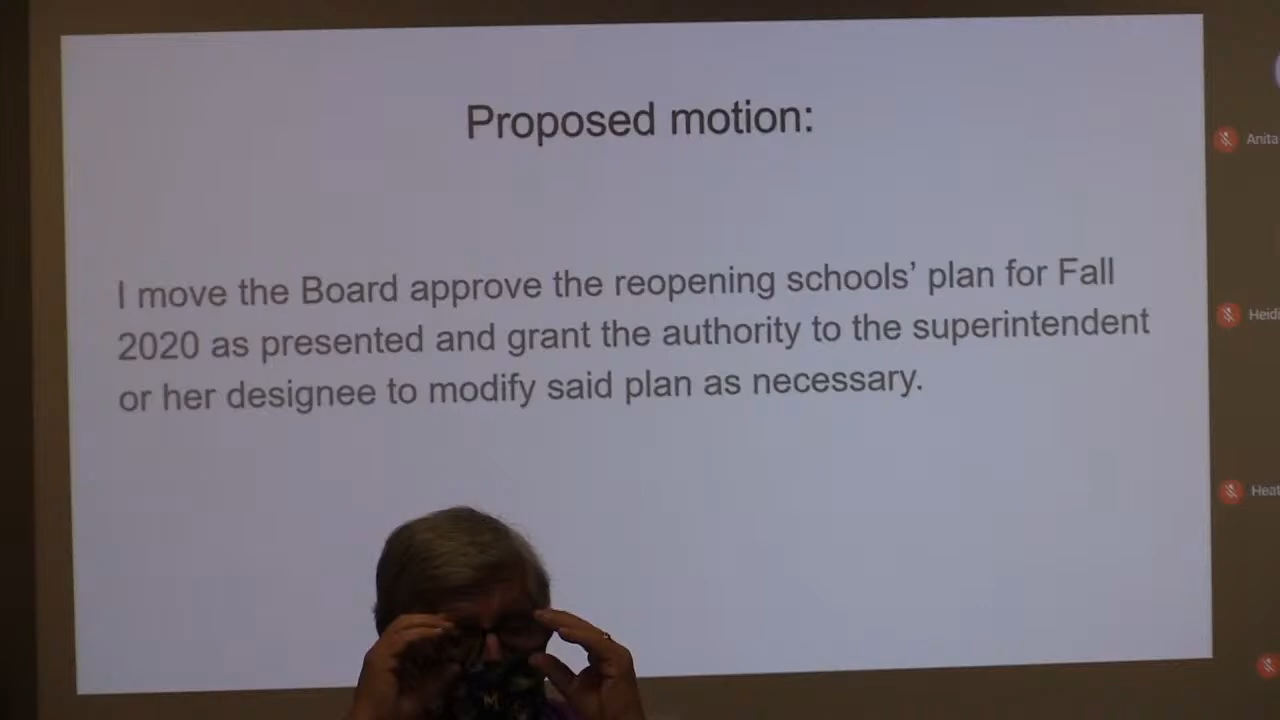 Proposed motion:
I move the Board approve the reopening schools’ plan for Fall
2020 as presented and grant the authority to the superintendent
or her designee to modify said plan as necessary.
Anita